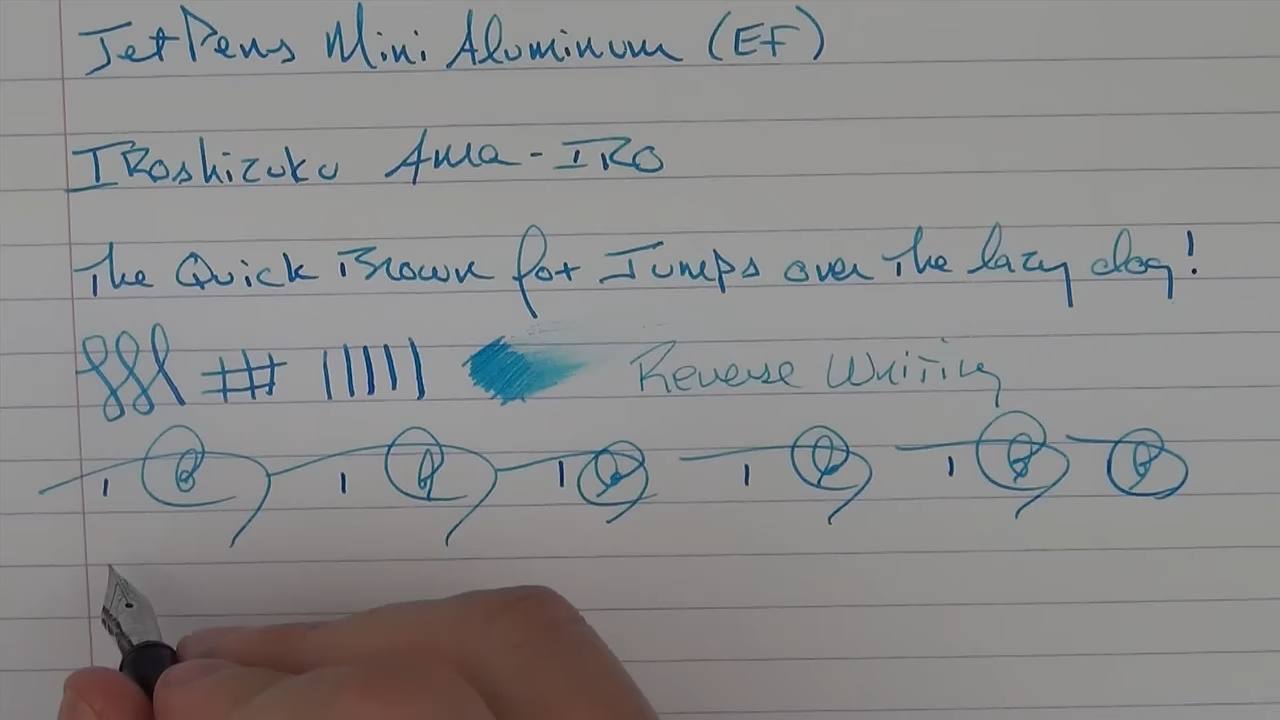 JetPens Mini Aluminum (EF)
IRoshizuku Ama-IRO
The Quick Brown fox Jumps over The lazy dog!
Reverse Writing